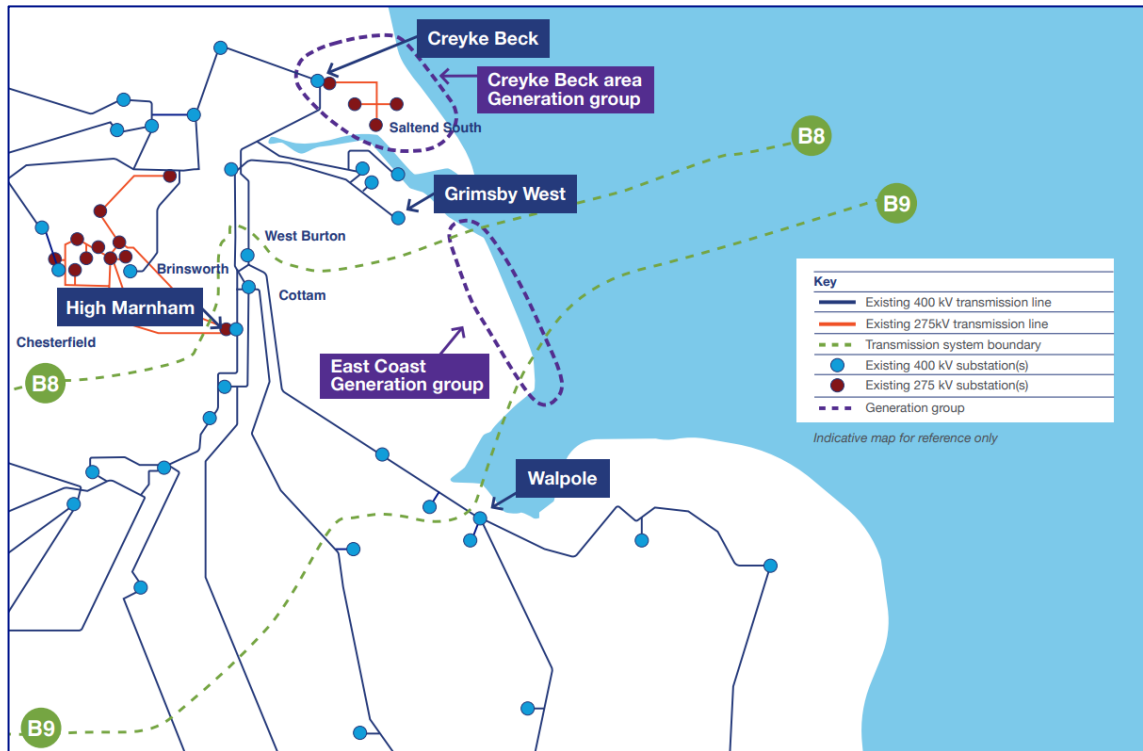 Creyke Beck
Creyke Beck area
Generation group
Saltend South
B8
Grimsby West
B9
West Burton
Brinsworth
Cottam
High Marnham
Chesterfield
East Coast
Generation group
B8
Key
Existing 400 kV transmission line
Existing 275kV transmission line
Transmission system boundary
Existing 400 kV substation(s)
Existing 275 kV substation(s)
Generation group
Indicative map for reference only
Walpole
B9